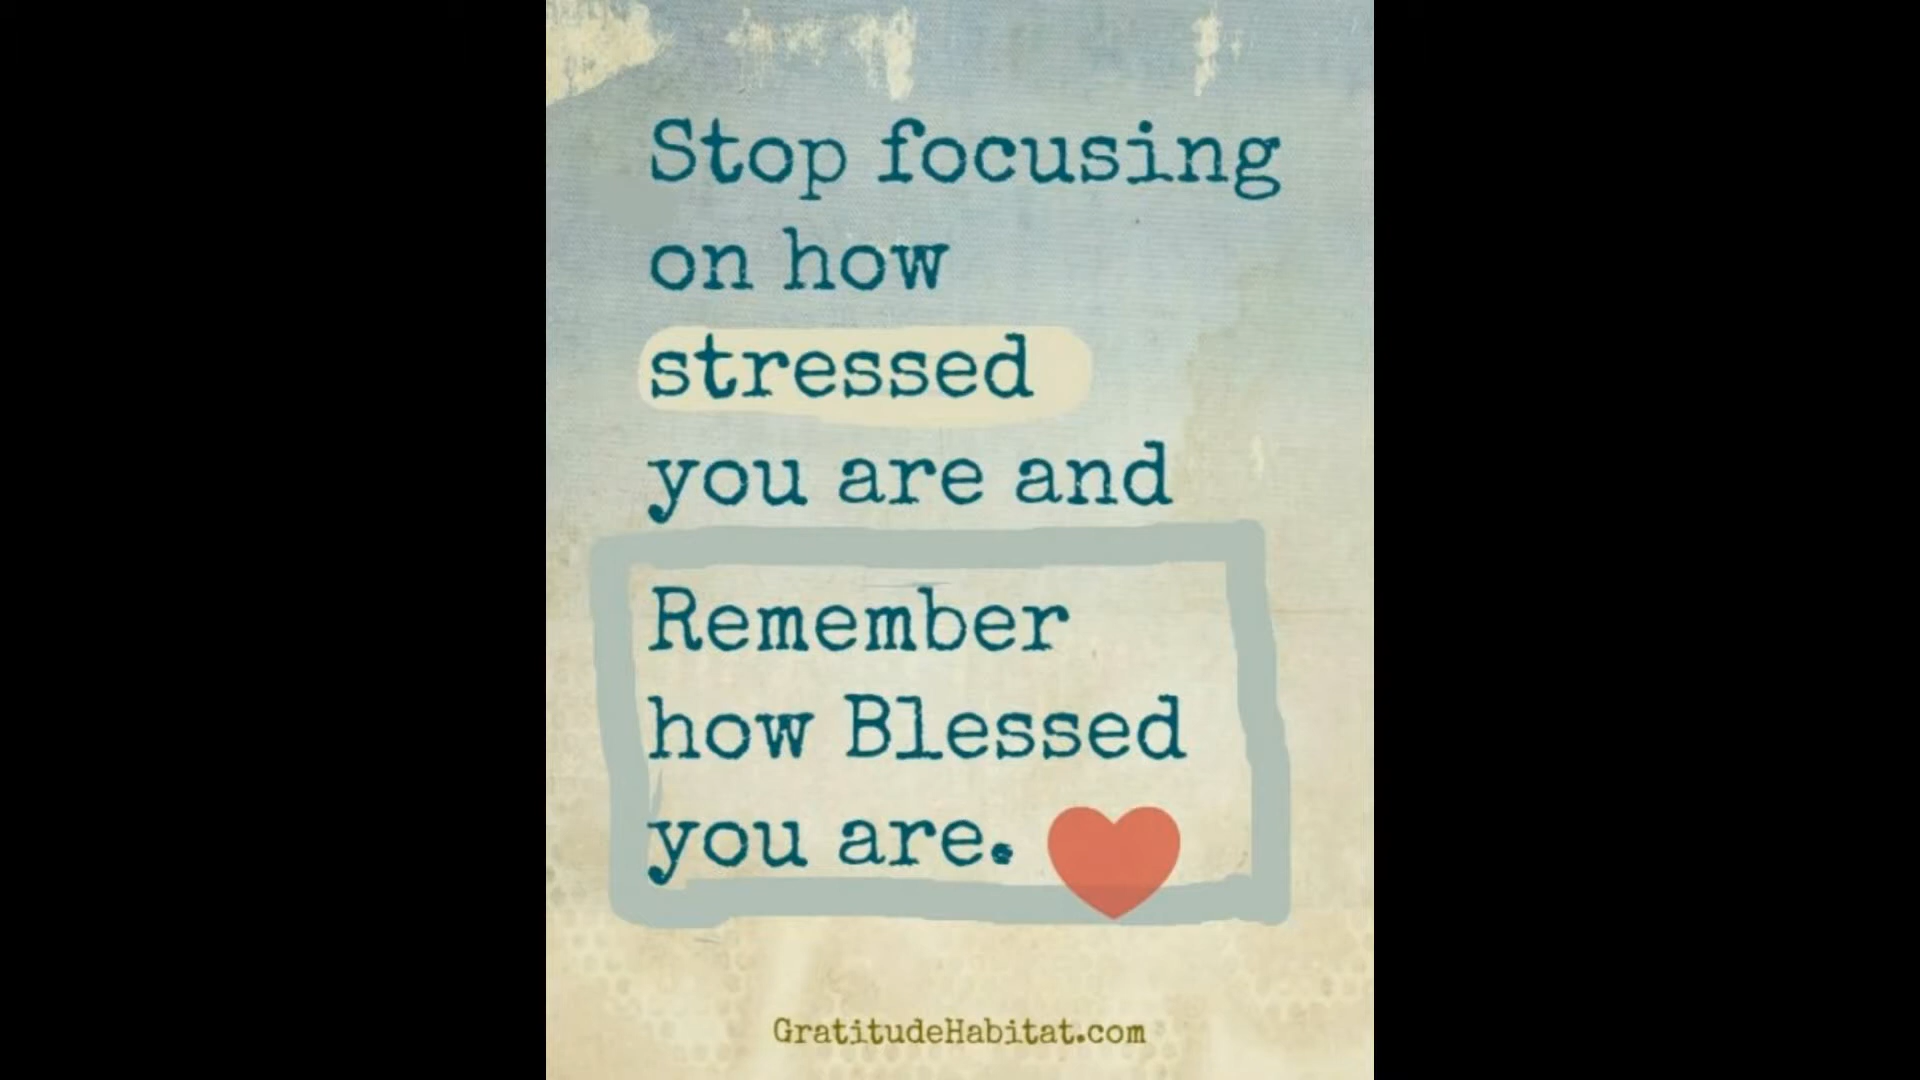 Stop focusing
on how
stressed
you are and
Remember
how Blessed
you are.
GratitudeHabitat.com